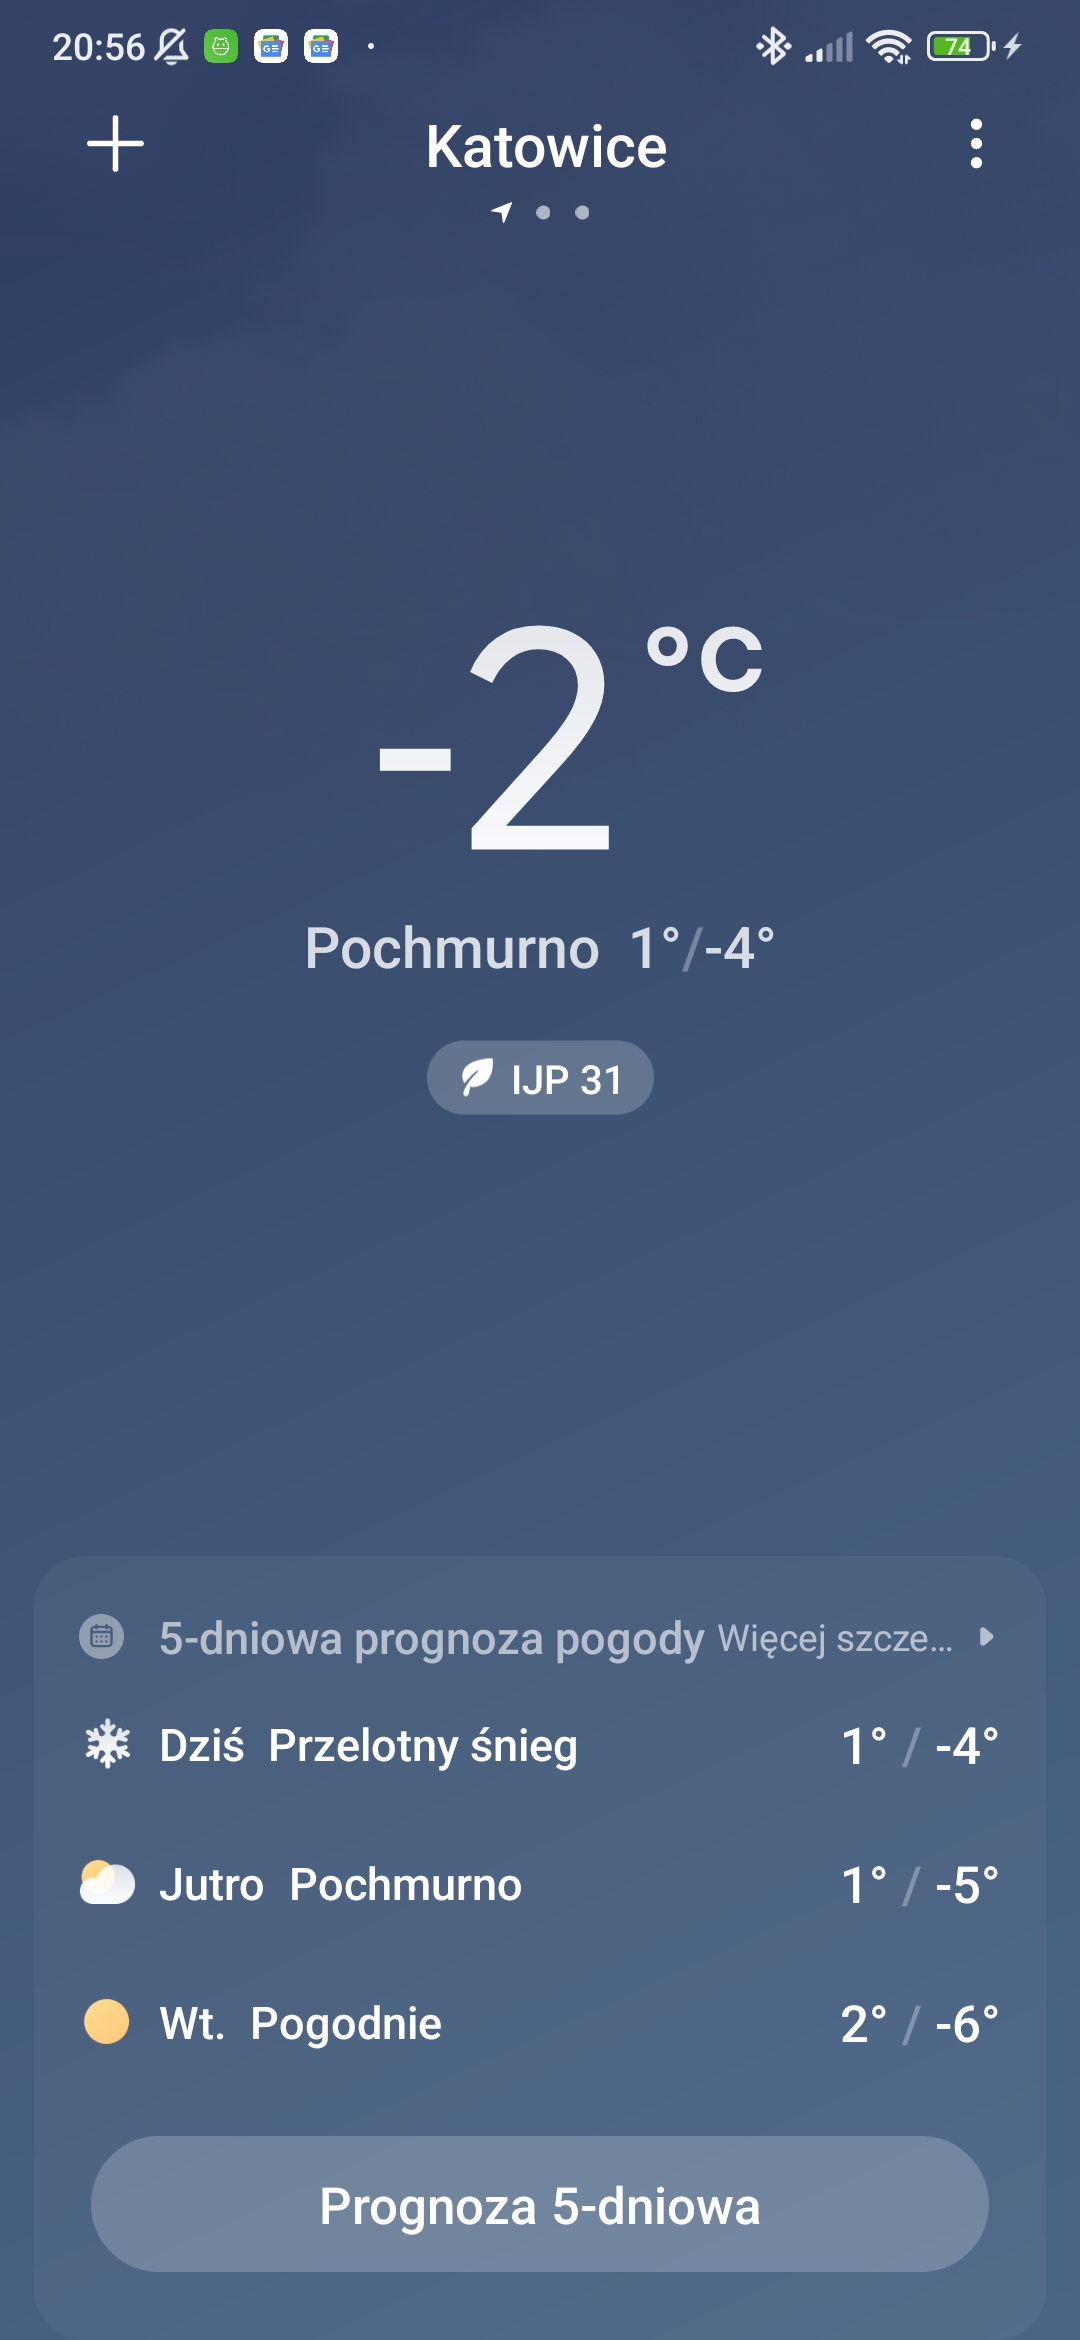 20:56
74
Katowice
-2 °C
Pochmurno 1°/-4°
IJP 31
5-dniowa prognoza pogody Więcej szcze...
Dziś Przelotny śnieg 1° / -4°
Jutro Pochmurno 1° / -5°
Wt. Pogodnie 2° / -6°
Prognoza 5-dniowa